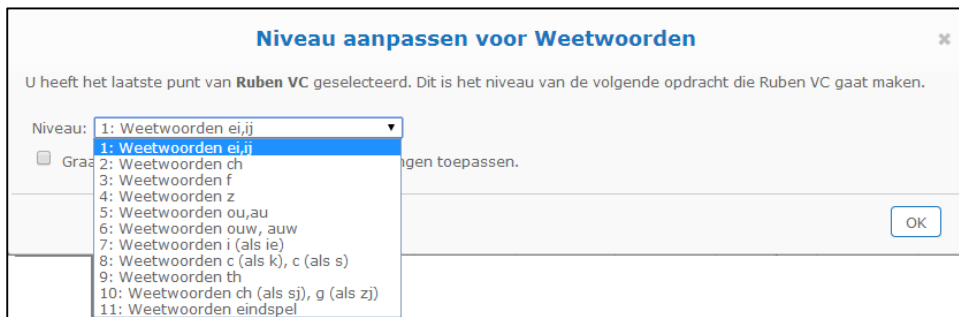 Niveau aanpassen voor Weetwoorden
U heeft het laatste punt van Ruben VC geselecteerd. Dit is het niveau van de volgende opdracht die Ruben VC gaat maken.
Niveau: 1: Weetwoorden ei,ij
1: Weetwoorden ei,ij
toepassen.
2: Weetwoorden ch
3: Weetwoorden f
4: Weetwoorden z
5: Weetwoorden ou,au
6: Weetwoorden ouw, auw
OK
7: Weetwoorden i (als ie)
8: Weetwoorden c (als k), c (als s)
9: Weetwoorden th
10: Weetwoorden ch (als sj), g (als zj)
11: Weetwoorden eindspel